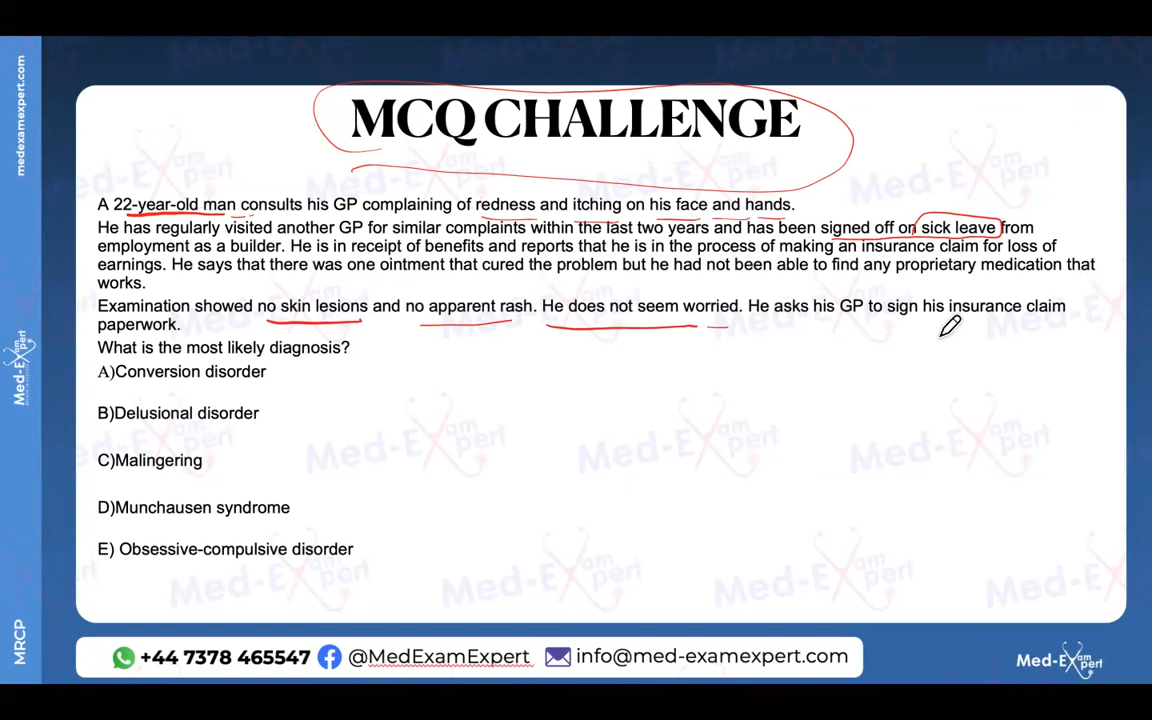 medexamexpert.com
MCQ CHALLENGE
A 22-year-old man consults his GP complaining of redness and itching on his face and hands.
He has regularly visited another GP for similar complaints within the last two years and has been signed off on sick leave from
employment as a builder. He is in receipt of benefits and reports that he is in the process of making an insurance claim for loss of
earnings. He says that there was one ointment that cured the problem but he had not been able to find any proprietary medication that
works.
Examination showed no skin lesions and no apparent rash. He does not seem worried. He asks his GP to sign his insurance claim
paperwork.
What is the most likely diagnosis?
A)Conversion disorder
B)Delusional disorder
C)Malingering
D)Munchausen syndrome
E) Obsessive-compulsive disorder
Med-Exam Expert
MRCP
+44 7378 465547 @MedExamExpert info@med-examexpert.com
Med-Exam Expert